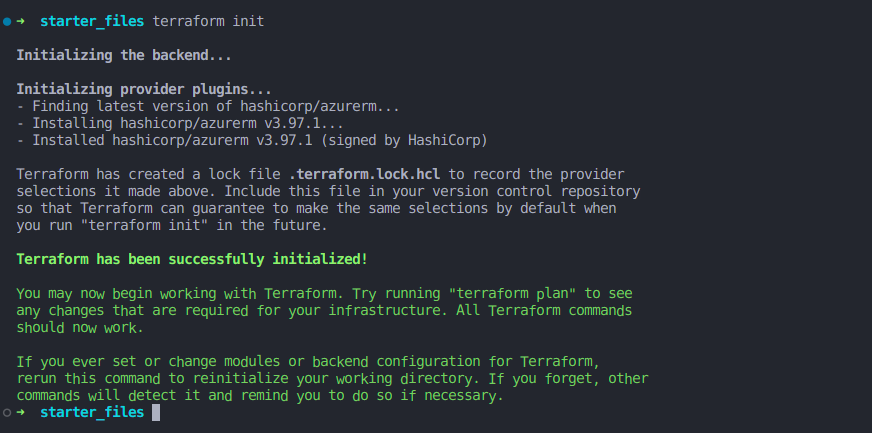 ➜ starter_files terraform init
Initializing the backend...
Initializing provider plugins...
- Finding latest version of hashicorp/azurerm...
- Installing hashicorp/azurerm v3.97.1...
- Installed hashicorp/azurerm v3.97.1 (signed by HashiCorp)
Terraform has created a lock file .terraform.lock.hcl to record the provider
selections it made above. Include this file in your version control repository
so that Terraform can guarantee to make the same selections by default when
you run "terraform init" in the future.
Terraform has been successfully initialized!
You may now begin working with Terraform. Try running "terraform plan" to see
any changes that are required for your infrastructure. All Terraform commands
should now work.
If you ever set or change modules or backend configuration for Terraform,
rerun this command to reinitialize your working directory. If you forget, other
commands will detect it and remind you to do so if necessary.
➜ starter_files